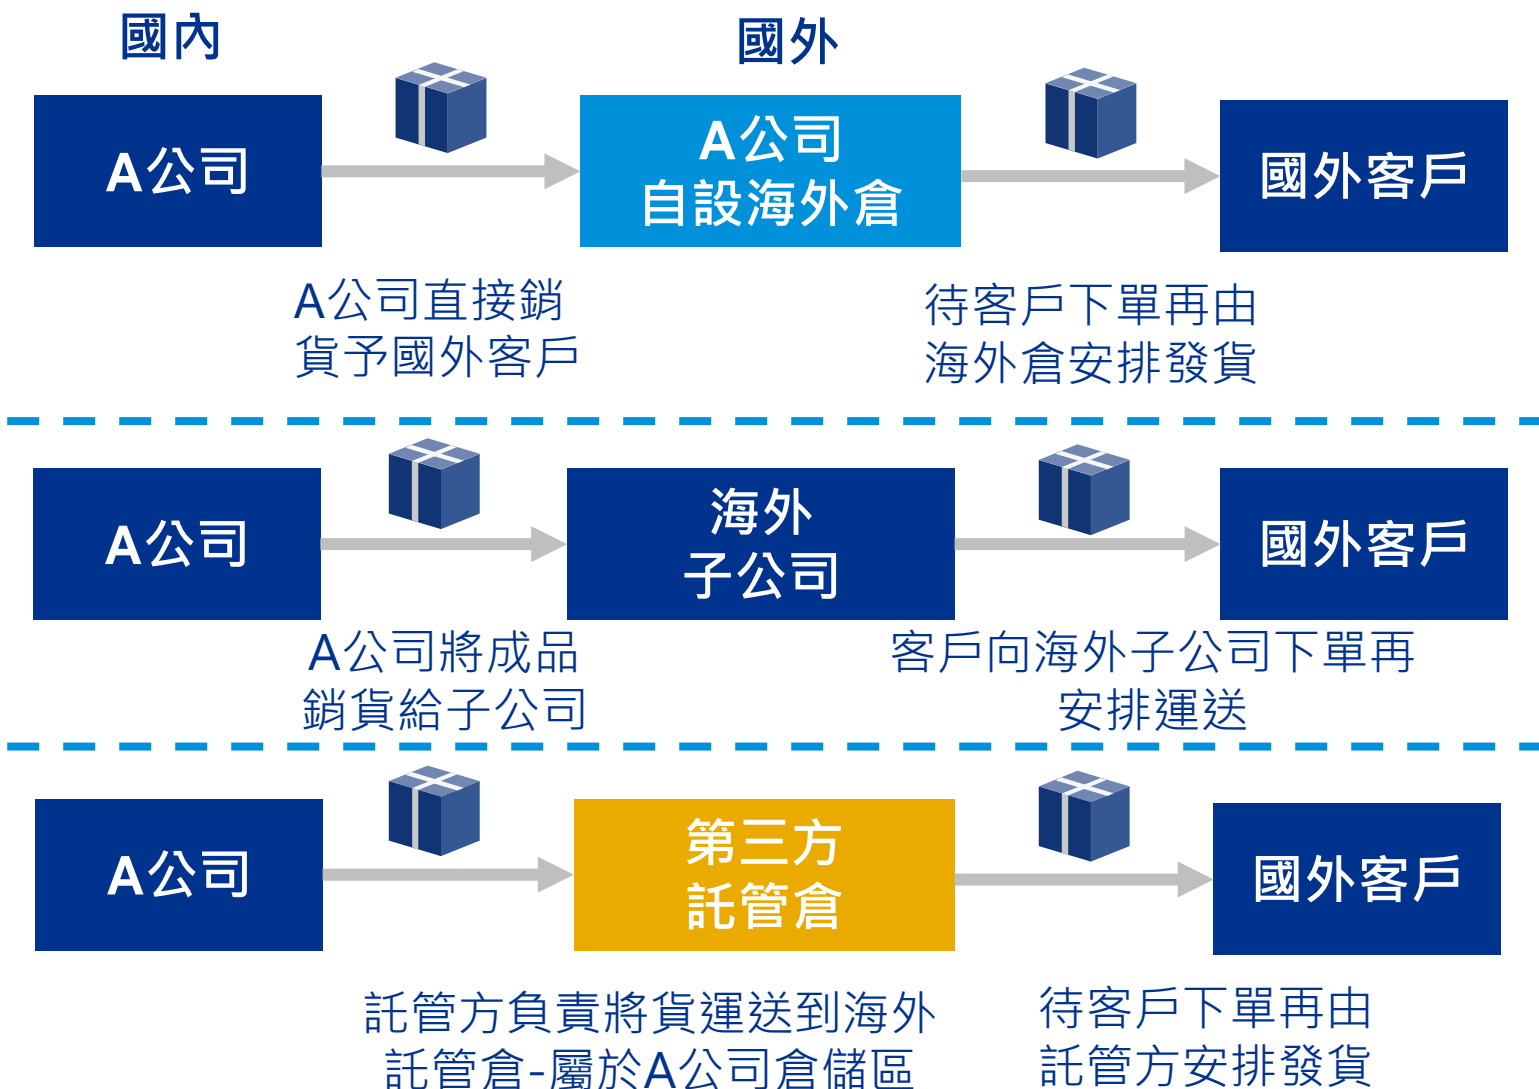 國內
國外
A公司
A公司
自設海外倉
國外客戶
A公司直接銷
貨予國外客戶
待客戶下單再由
海外倉安排發貨
A公司
海外
子公司
國外客戶
A公司將成品
銷貨給子公司
客戶向海外子公司下單再
安排運送
A公司
第三方
託管倉
國外客戶
託管方負責將貨運送到海外
託管倉-屬於A公司倉儲區
待客戶下單再由
託管方安排發貨